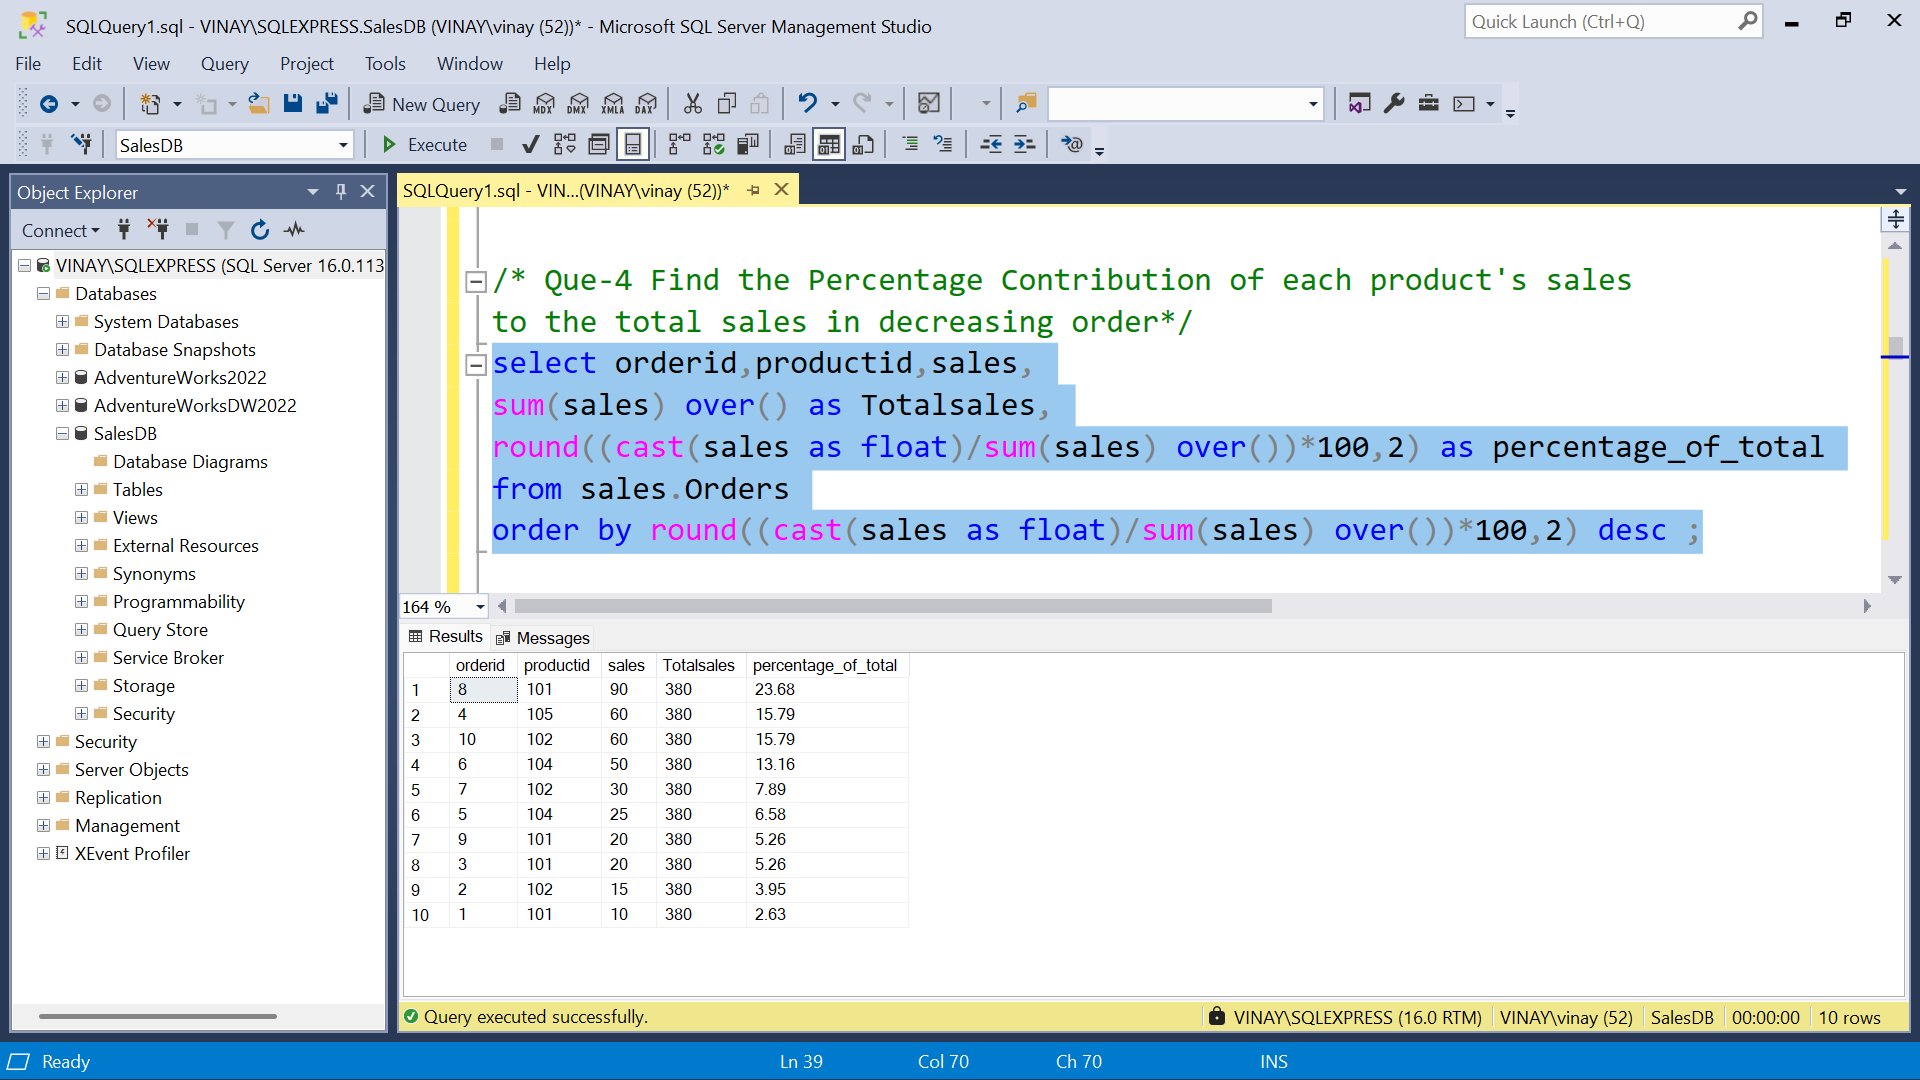 SQLQuery1.sql - VINAY\SQLEXPRESS.SalesDB (VINAY\vinay (52))* - Microsoft SQL Server Management Studio
Quick Launch (Ctrl+Q)
File Edit View Query Project Tools Window Help
New Query MDX DMX XMLA DAX
SalesDB Execute
Object Explorer
Connect
VINAY\SQLEXPRESS (SQL Server 16.0.113
Databases
System Databases
Database Snapshots
AdventureWorks2022
AdventureWorksDW2022
SalesDB
Database Diagrams
Tables
Views
External Resources
Synonyms
Programmability
Query Store
Service Broker
Storage
Security
Security
Server Objects
Replication
Management
XEvent Profiler
SQLQuery1.sql - VIN...(VINAY\vinay (52))*
/* Que-4 Find the Percentage Contribution of each product's sales
to the total sales in decreasing order*/
select orderid,productid,sales,
sum(sales) over() as Totalsales,
round((cast(sales as float)/sum(sales) over())*100,2) as percentage_of_total
from sales.Orders
order by round((cast(sales as float)/sum(sales) over())*100,2) desc ;
164 %
Results Messages
orderid productid sales Totalsales percentage_of_total
1 8 101 90 380 23.68
2 4 105 60 380 15.79
3 10 102 60 380 15.79
4 6 104 50 380 13.16
5 7 102 30 380 7.89
6 5 104 25 380 6.58
7 9 101 20 380 5.26
8 3 101 20 380 5.26
9 2 102 15 380 3.95
10 1 101 10 380 2.63
Query executed successfully. VINAY\SQLEXPRESS (16.0 RTM) VINAY\vinay (52) SalesDB 00:00:00 10 rows
Ready Ln 39 Col 70 Ch 70 INS